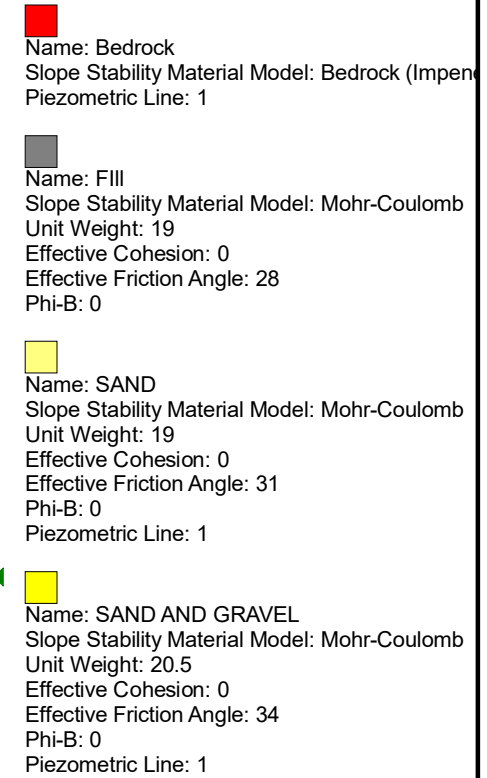 Name: Bedrock
Slope Stability Material Model: Bedrock (Impen
Piezometric Line: 1
Name: FIll
Slope Stability Material Model: Mohr-Coulomb
Unit Weight: 19
Effective Cohesion: 0
Effective Friction Angle: 28
Phi-B: 0
Name: SAND
Slope Stability Material Model: Mohr-Coulomb
Unit Weight: 19
Effective Cohesion: 0
Effective Friction Angle: 31
Phi-B: 0
Piezometric Line: 1
Name: SAND AND GRAVEL
Slope Stability Material Model: Mohr-Coulomb
Unit Weight: 20.5
Effective Cohesion: 0
Effective Friction Angle: 34
Phi-B: 0
Piezometric Line: 1